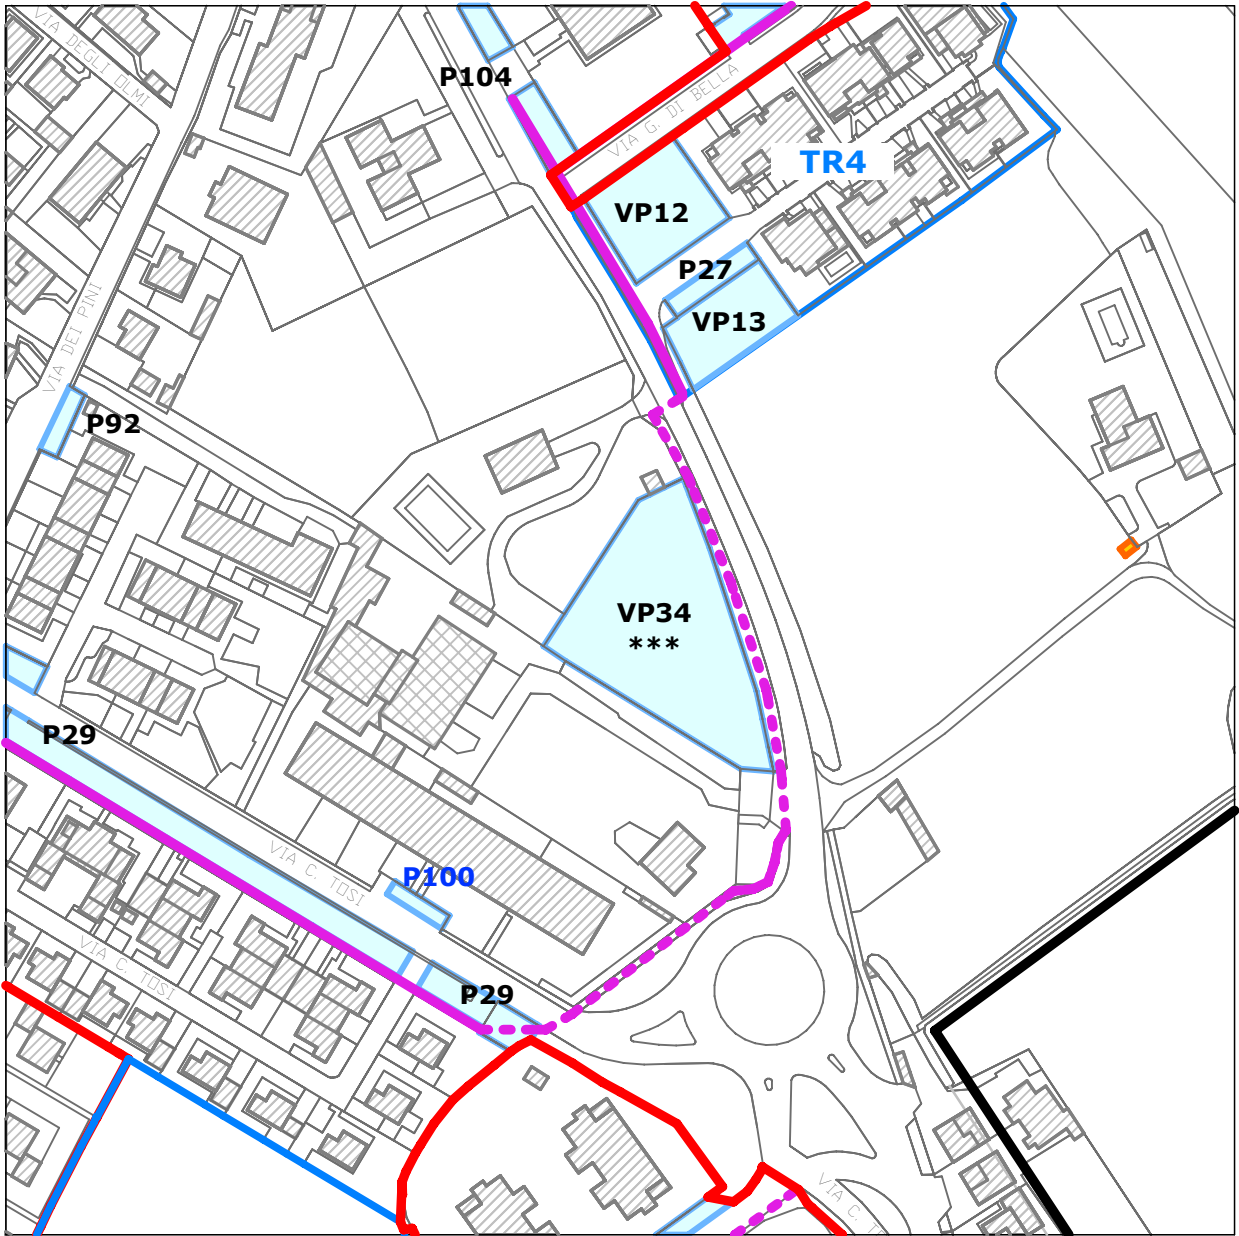 VIA DEGLI OLMI
P104
VIA G. DI BELLA
TR4
VP12
P27
VIA DEI PINI
VP13
P92
VP34
***
P29
VIA C. TOSI
P100
VIA C. TOSI
P29
VIA C. T